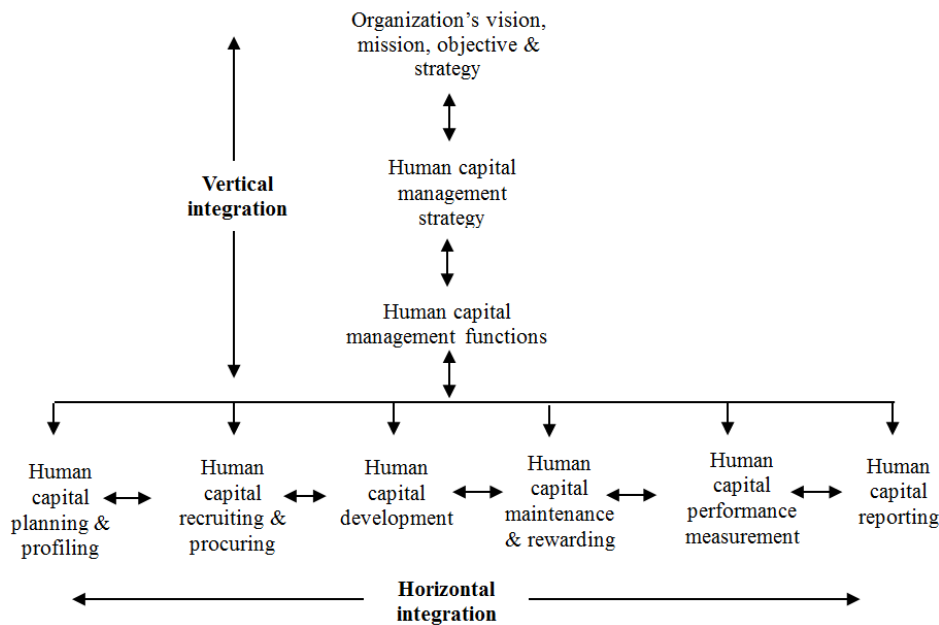 Organization’s vision,
mission, objective &
strategy
Vertical
integration
Human capital
management
strategy
Human capital
management functions
Human
capital
planning &
profiling
Human
capital
recruiting &
procuring
Human
capital
development
Human
capital
maintenance
& rewarding
Human
capital
performance
measurement
Human
capital
reporting
Horizontal
integration